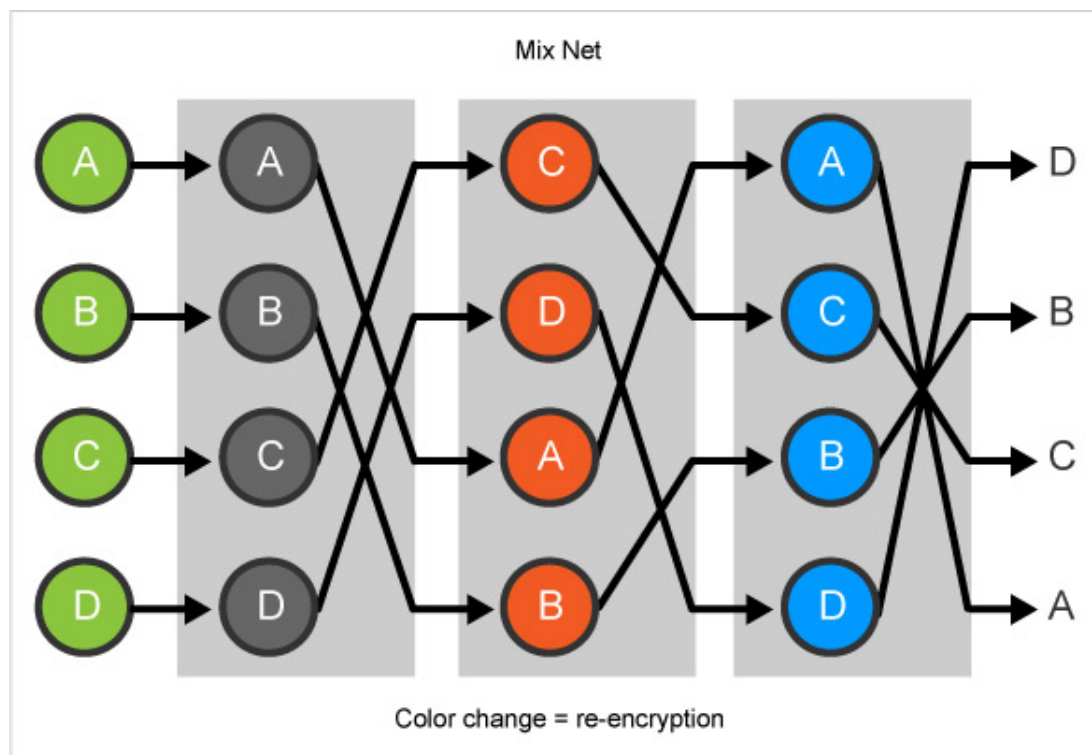 Mix Net
A A C A D
B B D C B
C C A B C
D D B D A
Color change = re-encryption